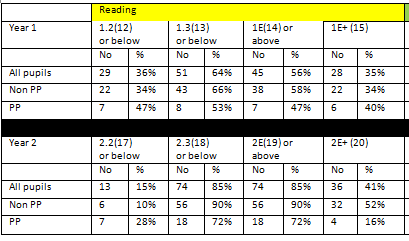 Reading
Year 1 1.2(12) or below 1.3(13) or below 1E(14) or above 1E+ (15)
No % No % No % No %
All pupils 29 36% 51 64% 45 56% 28 35%
Non PP 22 34% 43 66% 38 58% 22 34%
PP 7 47% 8 53% 7 47% 6 40%
Year 2 2.2(17) or below 2.3(18) or below 2E(19) or above 2E+ (20)
No % No % No % No %
All pupils 13 15% 74 85% 74 85% 36 41%
Non PP 6 10% 56 90% 56 90% 32 52%
PP 7 28% 18 72% 18 72% 4 16%